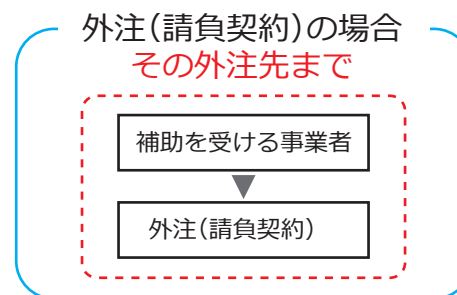 外注（請負契約）の場合
その外注先まで
補助を受ける事業者
外注（請負契約）